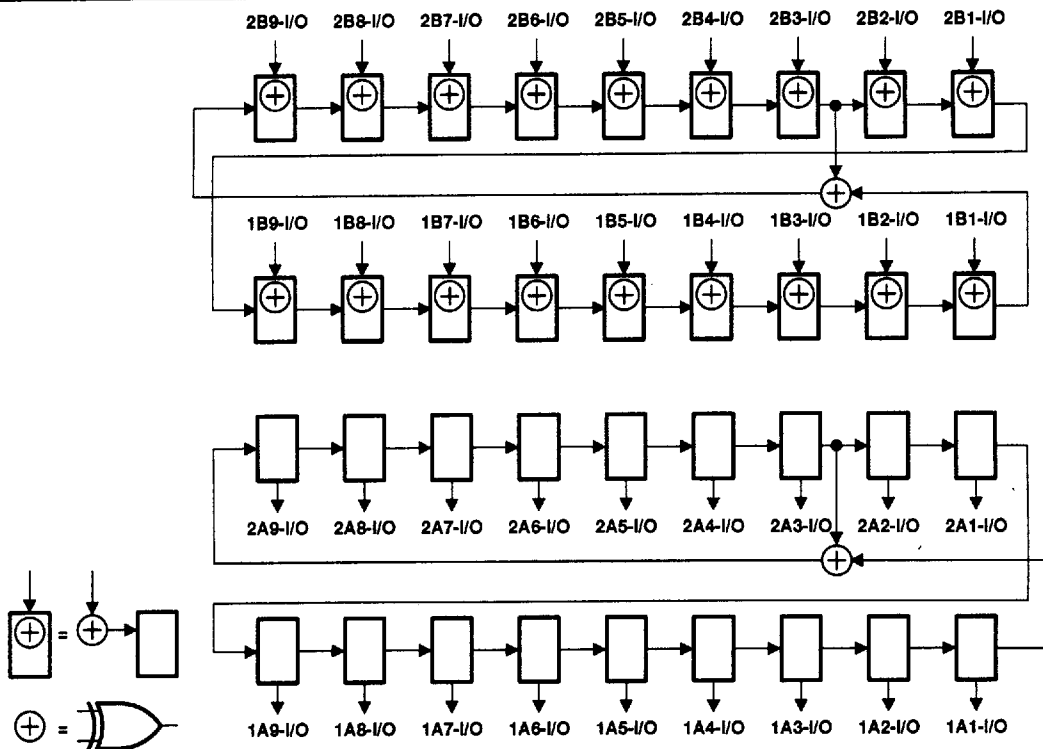 2B9-I/O 2B8-I/O 2B7-I/O 2B6-I/O 2B5-I/O 2B4-I/O 2B3-I/O 2B2-I/O 2B1-I/O
1B9-I/O 1B8-I/O 1B7-I/O 1B6-I/O 1B5-I/O 1B4-I/O 1B3-I/O 1B2-I/O 1B1-I/O
2A9-I/O 2A8-I/O 2A7-I/O 2A6-I/O 2A5-I/O 2A4-I/O 2A3-I/O 2A2-I/O 2A1-I/O
=
=
1A9-I/O 1A8-I/O 1A7-I/O 1A6-I/O 1A5-I/O 1A4-I/O 1A3-I/O 1A2-I/O 1A1-I/O